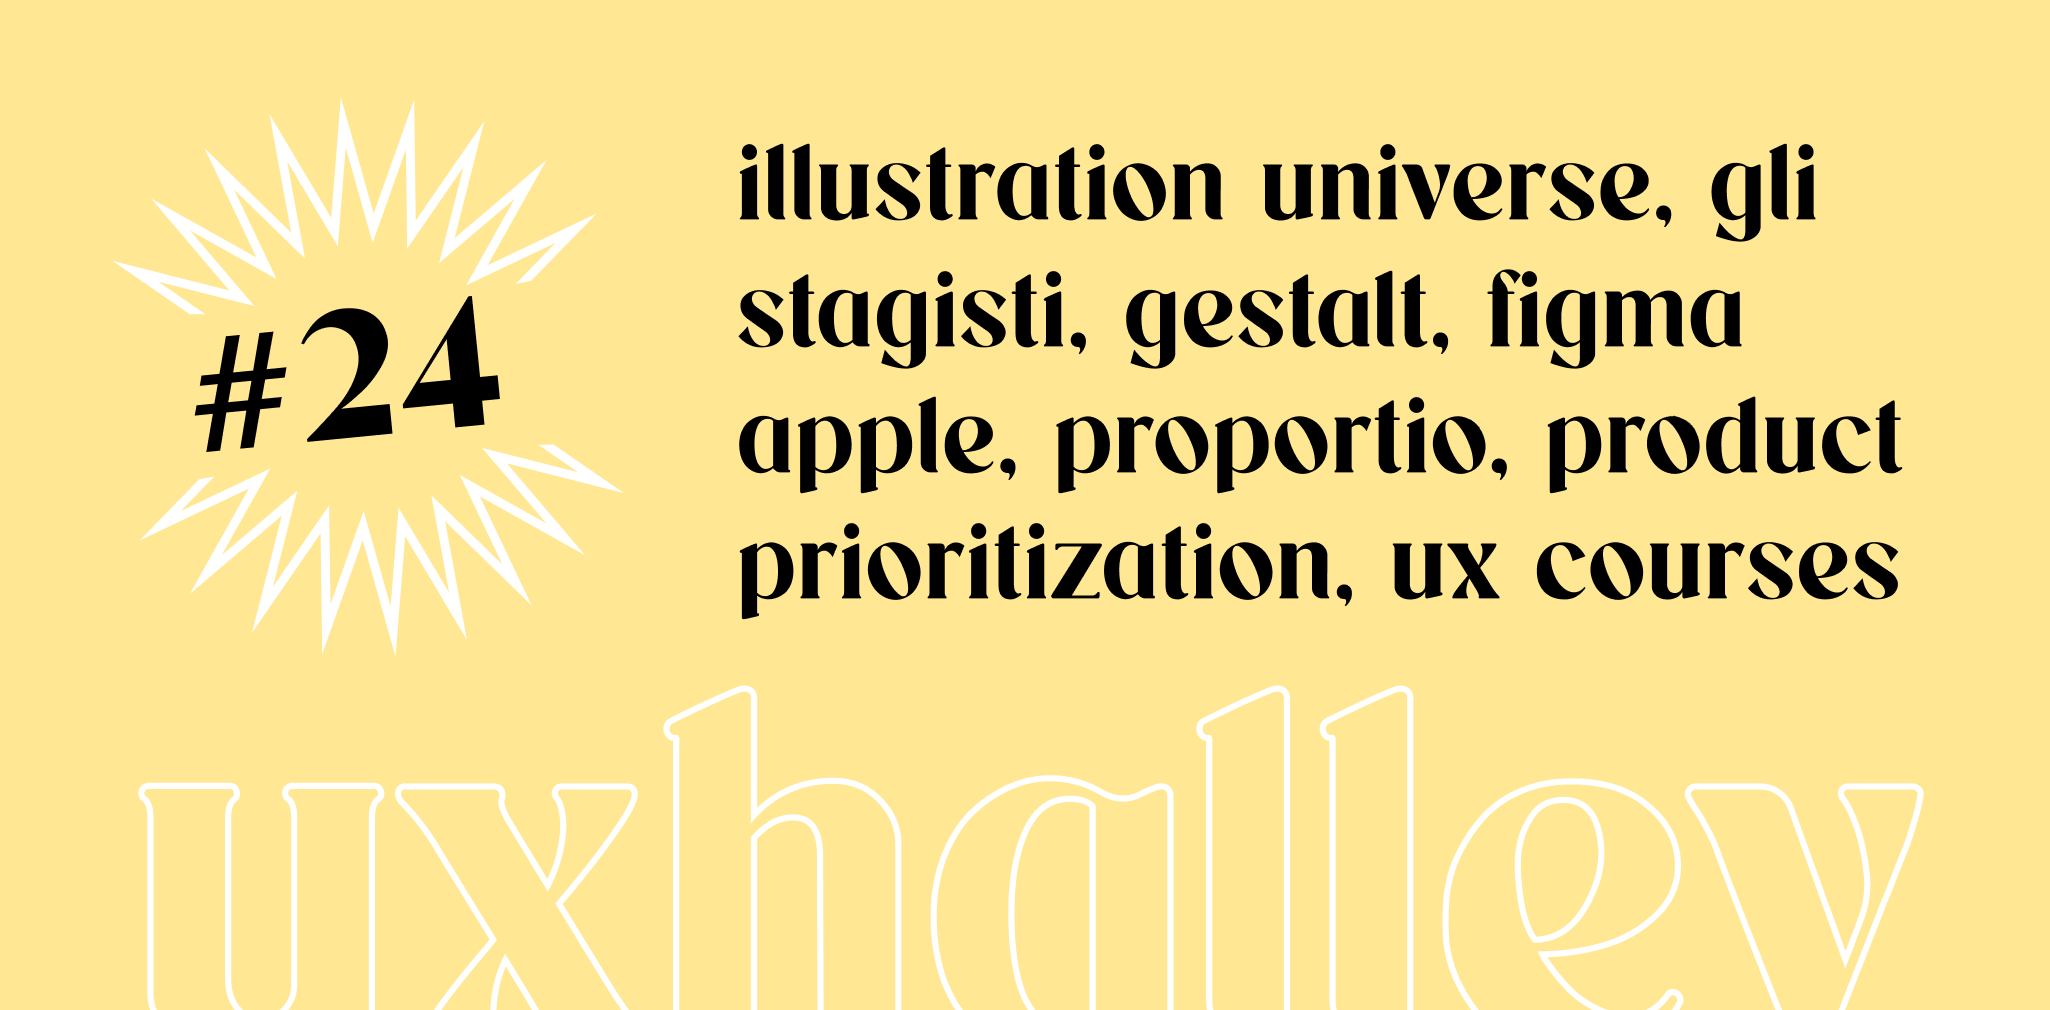 #24
illustration universe, gli
stagisti, gestalt, figma
apple, proportio, product
prioritization, ux courses
uxhalley